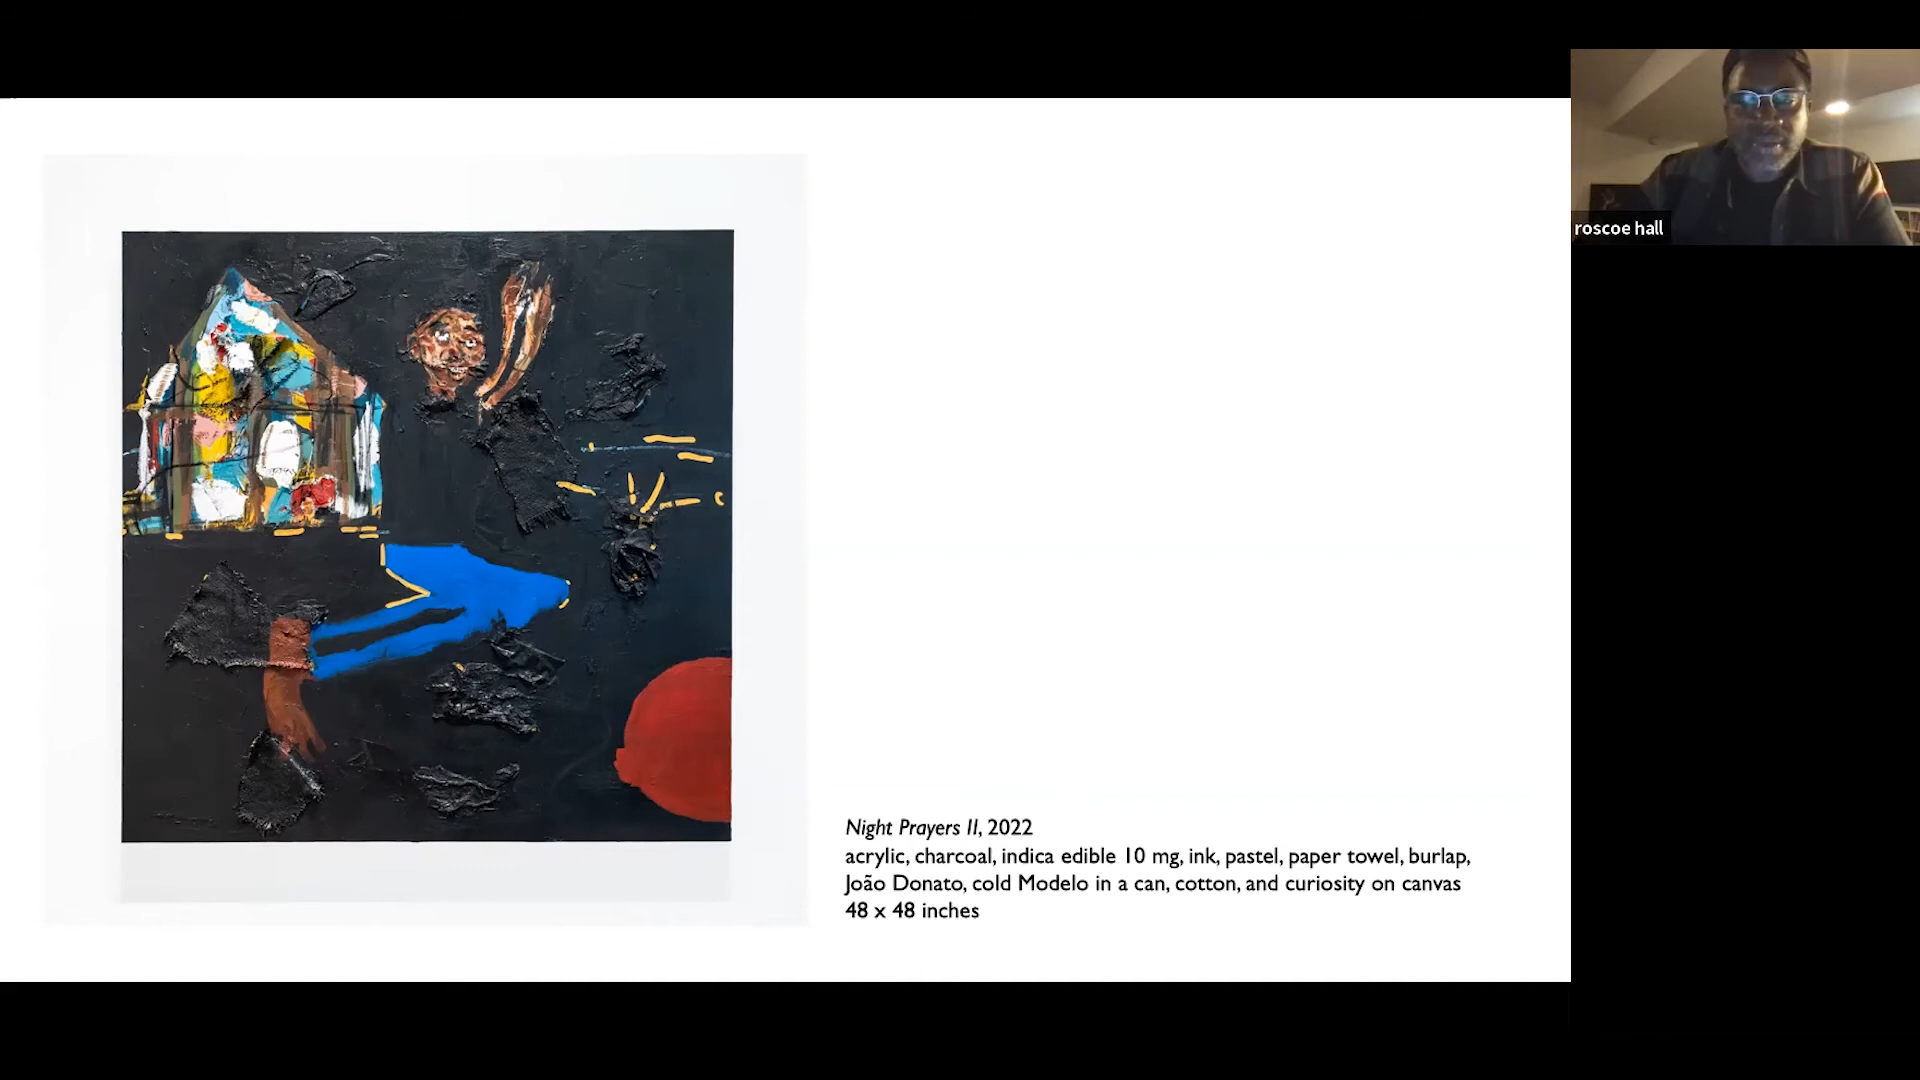 roscoe hall
Night Prayers II, 2022
acrylic, charcoal, indica edible 10 mg, ink, pastel, paper towel, burlap,
João Donato, cold Modelo in a can, cotton, and curiosity on canvas
48 x 48 inches